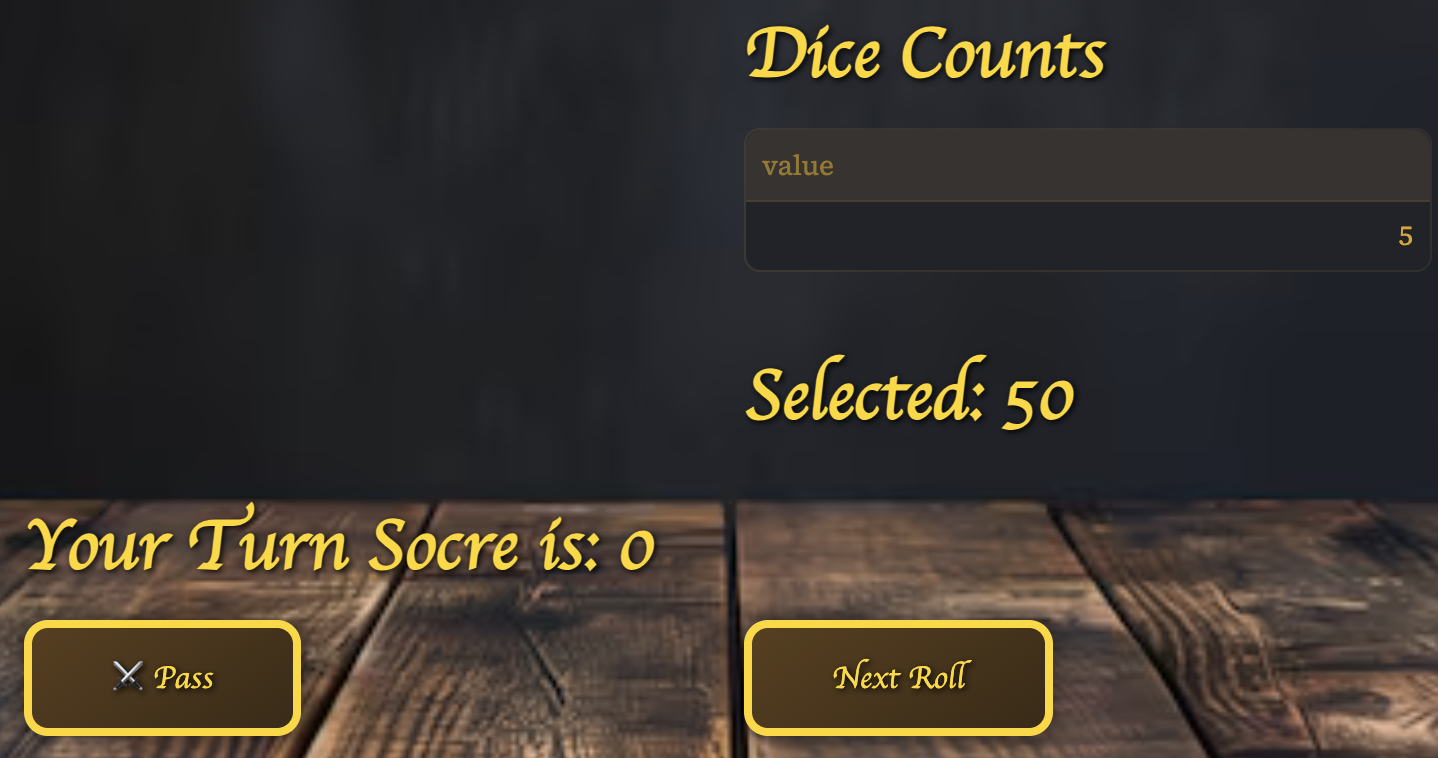 Dice Counts
value
5
Selected: 50
Your Turn Socre is: 0
⚔ Pass
Next Roll